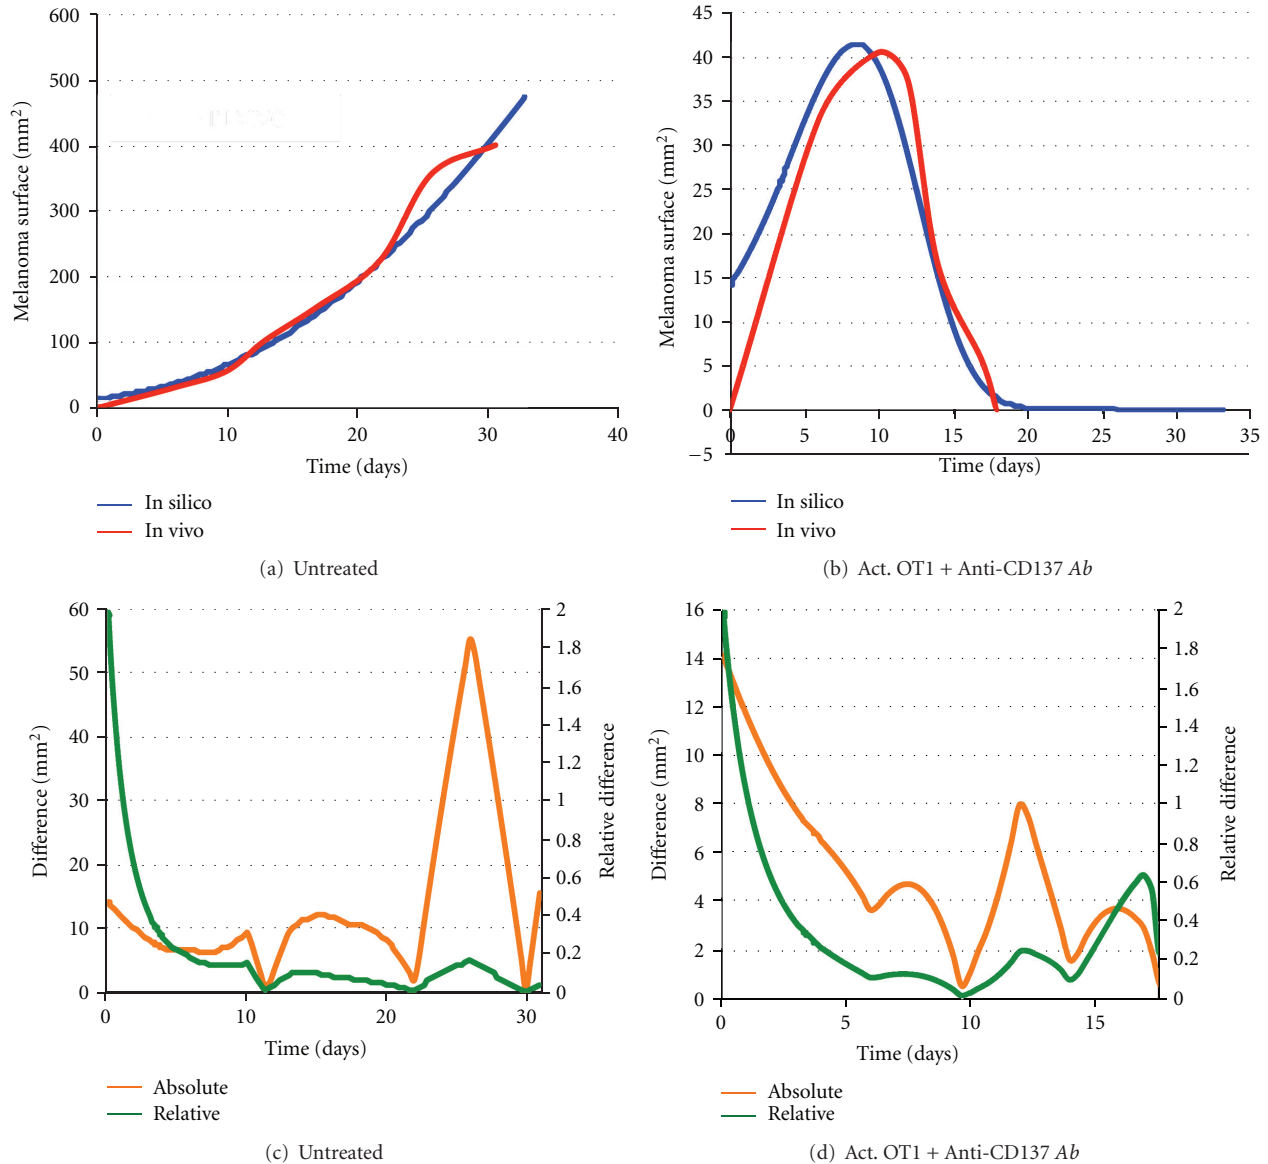 600
500
400
300
200
100
0
Melanoma surface (mm²)
0 10 20 30 40
Time (days)
In silico
In vivo
(a) Untreated
45
40
35
30
25
20
15
10
5
0
−5
Melanoma surface (mm²)
0 5 10 15 20 25 30 35
Time (days)
In silico
In vivo
(b) Act. OT1 + Anti-CD137 Ab
60
50
40
30
20
10
0
Difference (mm²)
2
1.8
1.6
1.4
1.2
1
0.8
0.6
0.4
0.2
0
Relative difference
0 10 20 30
Time (days)
Absolute
Relative
(c) Untreated
16
14
12
10
8
6
4
2
0
Difference (mm²)
2
1.8
1.6
1.4
1.2
1
0.8
0.6
0.4
0.2
0
Relative difference
0 5 10 15
Time (days)
Absolute
Relative
(d) Act. OT1 + Anti-CD137 Ab